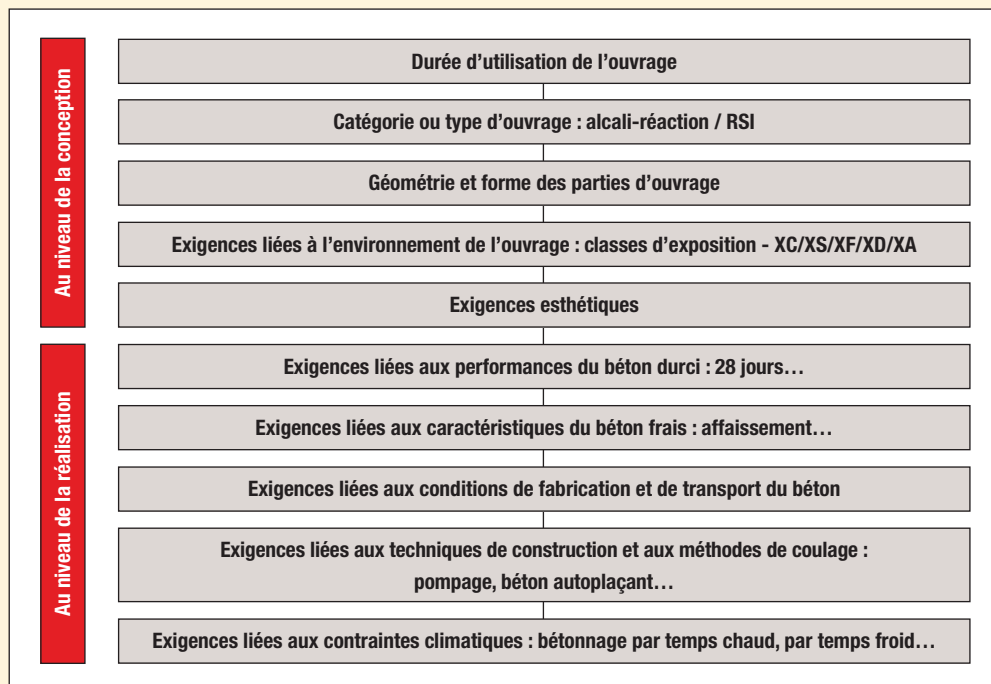 Au niveau de la conception
Durée d’utilisation de l’ouvrage
Catégorie ou type d’ouvrage : alcali-réaction / RSI
Géométrie et forme des parties d’ouvrage
Exigences liées à l’environnement de l’ouvrage : classes d’exposition - XC/XS/XF/XD/XA
Exigences esthétiques
Au niveau de la réalisation
Exigences liées aux performances du béton durci : 28 jours…
Exigences liées aux caractéristiques du béton frais : affaissement…
Exigences liées aux conditions de fabrication et de transport du béton
Exigences liées aux techniques de construction et aux méthodes de coulage :
pompage, béton autoplaçant…
Exigences liées aux contraintes climatiques : bétonnage par temps chaud, par temps froid…